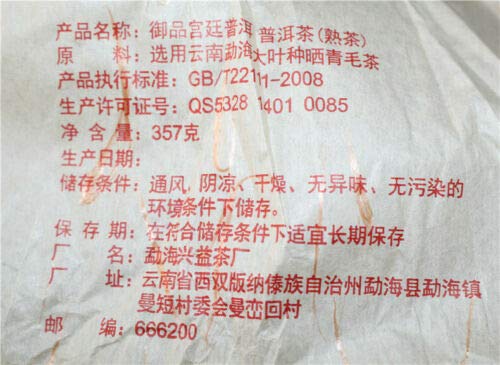 产品名称：御品宫廷普洱 普洱茶(熟茶)
原 料：选用云南勐海大叶种晒青毛茶
产品执行标准：GB/T22111-2008
生产许可证号：QS5328 1401 0085
净 含 量：357克
生产日期：
储存条件：通风、阴凉、干燥、无异味、无污染的
环境条件下储存。
保 存 期：在符合储存条件下适宜长期保存
厂 名：勐海兴益茶厂
厂 址：云南省西双版纳傣族自治州勐海县勐海镇
曼短村委会曼峦回村
邮 编：666200